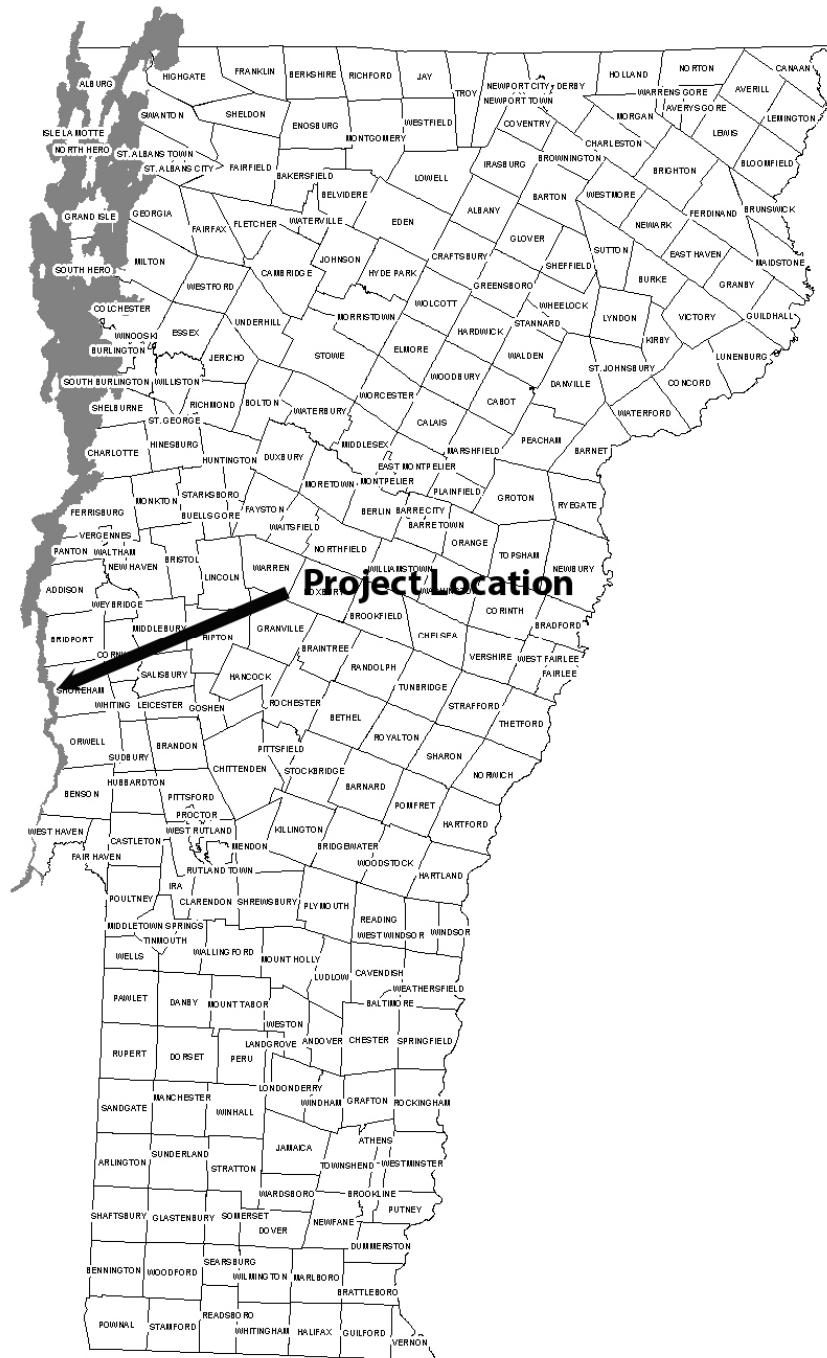 ALBURG
HIGHGATE
FRANKLIN
BERKSHIRE
RICHFORD
JAY
TROY
NEWPORT CITY
DERBY
NEWPORT TOWN
HOLLAND
NORTON
CANAAN
WARRENS GORE
AVERYS GORE
AVERILL
LEMINGTON
SWANTON
SHELDON
ENOSBURG
MONTGOMERY
WESTFIELD
COVENTRY
MORGAN
LEWIS
ISLE LA MOTTE
NORTH HERO
ST. ALBANS TOWN
ST. ALBANS CITY
FAIRFIELD
BAKERSFIELD
LOWELL
IRASBURG
BROWNINGTON
CHARLESTON
BRIGHTON
BLOOMFIELD
BELVIDERE
EDEN
ALBANY
BARTON
WESTMORE
NEWARK
FERDINAND
BRUNSWICK
GRAND ISLE
GEORGIA
FAIRFAX
FLETCHER
WATERVILLE
GLOVER
SUTTON
EAST HAVEN
MAIDSTONE
SOUTH HERO
MILTON
WESTFORD
CAMBRIDGE
JOHNSON
HYDE PARK
CRAFTSBURY
GREENSBORO
SHEFFIELD
BURKE
GRANBY
COLCHESTER
WOLCOTT
WHEELOCK
GUILDHALL
WINOOSKI
ESSEX
UNDERHILL
MORRISTOWN
HARDWICK
STANNARD
LYNDON
VICTORY
BURLINGTON
JERICHO
STOWE
ELMORE
WALDEN
KIRBY
LUNENBURG
SOUTH BURLINGTON
WILLISTON
WOODBURY
DANVILLE
ST. JOHNSBURY
CONCORD
SHELBURNE
RICHMOND
BOLTON
WATERBURY
WORCESTER
CABOT
WATERFORD
ST. GEORGE
CALAIS
CHARLOTTE
HINESBURG
HUNTINGTON
DUXBURY
MIDDLESEX
MARSHFIELD
PEACHAM
BARNET
EAST MONTPELIER
MORETOWN
MONTPELIER
PLAINFIELD
GROTON
RYEGATE
FERRISBURG
MONKTON
STARKSBORO
BUELLS GORE
FAYSTON
BERLIN
BARRE CITY
BARRE TOWN
VERGENNES
WAITSFIELD
ORANGE
PANTON
WALTHAM
NEW HAVEN
BRISTOL
LINCOLN
WARREN
NORTHFIELD
WILLIAMSTOWN
TOPSHAM
NEWBURY
Project Location
ADDISON
WEYBRIDGE
CORINTH
MIDDLEBURY
RIPTON
GRANVILLE
BROOKFIELD
CHELSEA
BRADFORD
BRIDPORT
BRAINTREE
VERSHIRE
WEST FAIRLEE
FAIRLEE
SALISBURY
HANCOCK
RANDOLPH
TUNBRIDGE
SHOREHAM
WHITING
LEICESTER
GOSHEN
ROCHESTER
STRAFFORD
THETFORD
BETHEL
ORWELL
SUDBURY
BRANDON
PITTSFIELD
ROYALTON
SHARON
CHITTENDEN
STOCKBRIDGE
NORWICH
BENSON
HUBBARDTON
PITTSFORD
BARNARD
POMFRET
PROCTOR
WEST HAVEN
CASTLETON
WEST RUTLAND
KILLINGTON
HARTFORD
MENDON
BRIDGEWATER
FAIR HAVEN
WOODSTOCK
RUTLAND TOWN
HARTLAND
IRA
POULTNEY
CLARENDON
SHREWSBURY
PLYMOUTH
READING
MIDDLETOWN SPRINGS
WEST WINDSOR
WINDSOR
TINMOUTH
WELLS
WALLINGFORD
MOUNT HOLLY
LUDLOW
CAVENDISH
WEATHERSFIELD
PAWLET
DANBY
MOUNT TABOR
BALTIMORE
WESTON
LANDGROVE
ANDOVER
CHESTER
SPRINGFIELD
RUPERT
DORSET
PERU
LONDONDERRY
SANDGATE
MANCHESTER
WINHALL
WINDHAM
GRAFTON
ROCKINGHAM
JAMAICA
ATHENS
ARLINGTON
SUNDERLAND
STRATTON
TOWNSHEND
WESTMINSTER
WARDSBORO
BROOKLINE
SHAFTSBURY
GLASTENBURY
SOMERSET
PUTNEY
DOVER
NEWFANE
DUMMERSTON
BENNINGTON
WOODFORD
SEARSBURG
WILMINGTON
MARLBORO
BRATTLEBORO
POWNAL
STAMFORD
READSBORO
WHITINGHAM
HALIFAX
GUILFORD
VERNON